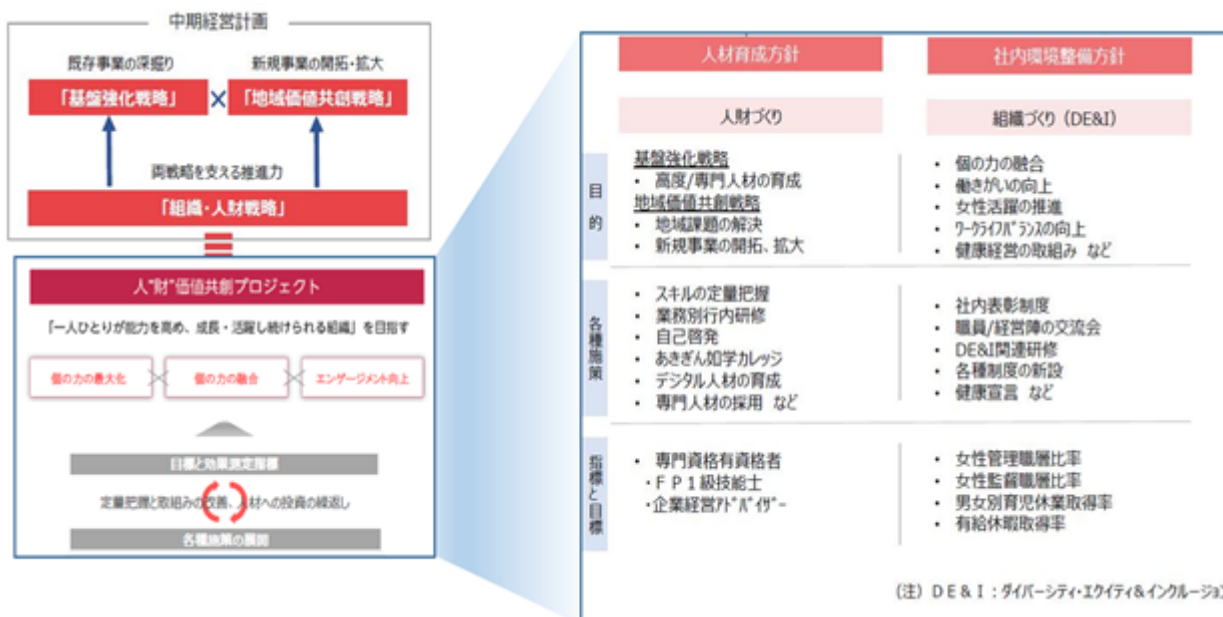 中期経営計画
既存事業の深掘り
新規事業の開拓・拡大
「基盤強化戦略」
×
「地域価値共創戦略」
両戦略を支える推進力
「組織・人財戦略」
人“財”価値共創プロジェクト
「一人ひとりが能力を高め、成長・活躍し続けられる組織」を目指す
個の力の最大化
個の力の融合
エンゲージメント向上
目標と効果測定指標
定量把握と取組みの改善、人材への投資の繰返し
各種施策の展開
人材育成方針
社内環境整備方針
人財づくり
組織づくり（DE&I）
目的
基盤強化戦略
・ 高度/専門人材の育成
地域価値共創戦略
・ 地域課題の解決
・ 新規事業の開拓、拡大
・ 個の力の融合
・ 働きがいの向上
・ 女性活躍の推進
・ ﾜｰｸﾗｲﾌﾊﾞﾗﾝｽの向上
・ 健康経営の取組み など
各種施策
・ スキルの定量把握
・ 業務別行内研修
・ 自己啓発
・ あきぎん如学カレッジ
・ デジタル人材の育成
・ 専門人材の採用 など
・ 社内表彰制度
・ 職員/経営陣の交流会
・ DE&I関連研修
・ 各種制度の新設
・ 健康宣言 など
指標と目標
・ 専門資格有資格者
・ＦＰ１級技能士
・企業経営ｱﾄﾞﾊﾞｲｻﾞｰ
・ 女性管理職層比率
・ 女性監督職層比率
・ 男女別育児休業取得率
・ 有給休暇取得率
（注）ＤＥ＆Ｉ：ﾀﾞｲﾊﾞｰｼﾃｨ・ｴｸｲﾃｨ&ｲﾝｸﾙｰｼﾞｮﾝ